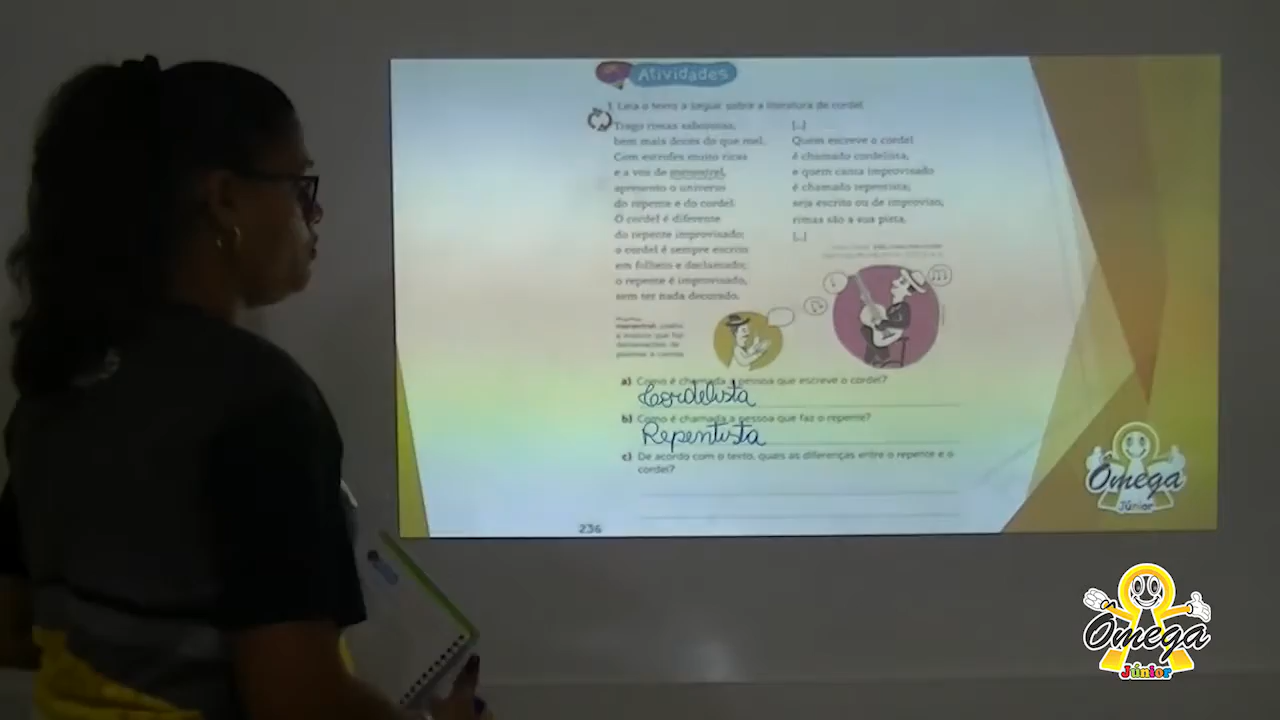 Atividades
1. Leia o texto a seguir sobre a literatura de cordel.
Trago rimas saborosas,
bem mais doces do que mel.
Com estrofes muito ricas
e a voz de menestrel,
apresento o universo
do repente e do cordel.
O cordel é diferente
do repente improvisado;
o cordel é sempre escrito
em folheto e declamado;
o repente é improvisado,
sem ter nada decorado.
[...]
Quem escreve o cordel
é chamado cordelista,
e quem canta improvisado
é chamado repentista;
seja escrito ou de improviso,
rimas são a sua pista.
[...]
menestrel:
a) Como é chamada a pessoa que escreve o cordel?
Cordelista
b) Como é chamada a pessoa que faz o repente?
Repentista
c) De acordo com o texto, quais as diferenças entre o repente e o
cordel?
236
Ômega
Júnior
Ômega
Júnior